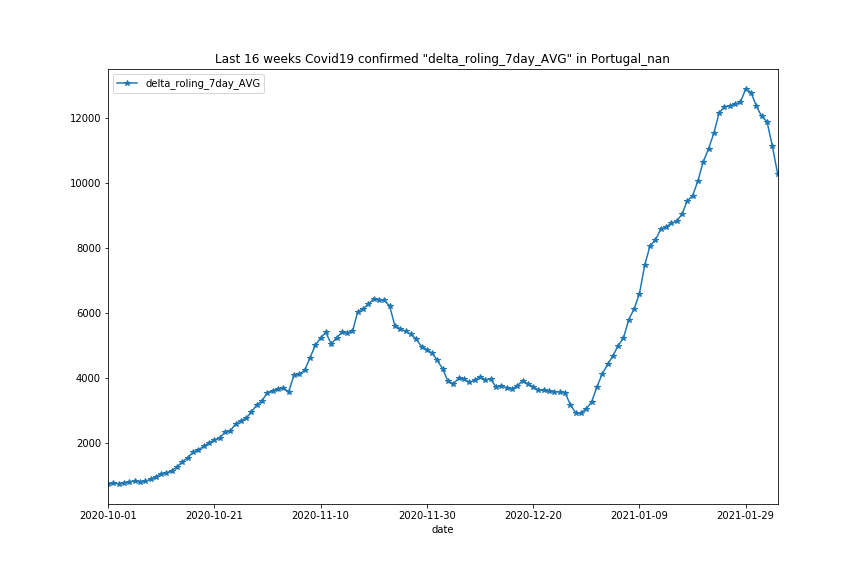 Last 16 weeks Covid19 confirmed "delta_roling_7day_AVG" in Portugal_nan
delta_roling_7day_AVG
12000
10000
8000
6000
4000
2000
2020-10-01 2020-10-21 2020-11-10 2020-11-30 2020-12-20 2021-01-09 2021-01-29
date